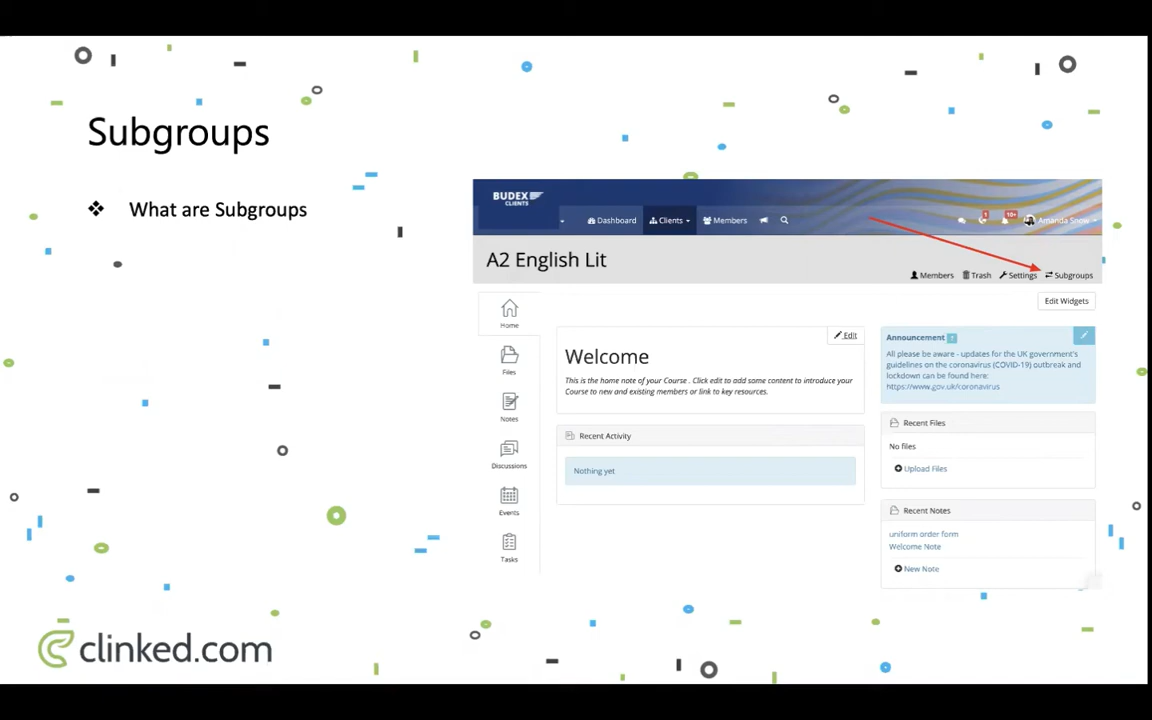 Subgroups
❖ What are Subgroups
BUDEX
CLIENTS
Dashboard Clients Members 1 10+ Amanda Snow
A2 English Lit
Members Trash Settings Subgroups
Edit Widgets
Home
Files
Notes
Discussions
Events
Tasks
Edit
Welcome
This is the home note of your Course . Click edit to add some content to introduce your
Course to new and existing members or link to key resources.
Recent Activity
Nothing yet
Announcement
All please be aware - updates for the UK government's
guidelines on the coronavirus (COVID-19) outbreak and
lockdown can be found here:
https://www.gov.uk/coronavirus
Recent Files
No files
Upload Files
Recent Notes
uniform order form
Welcome Note
New Note
clinked.com